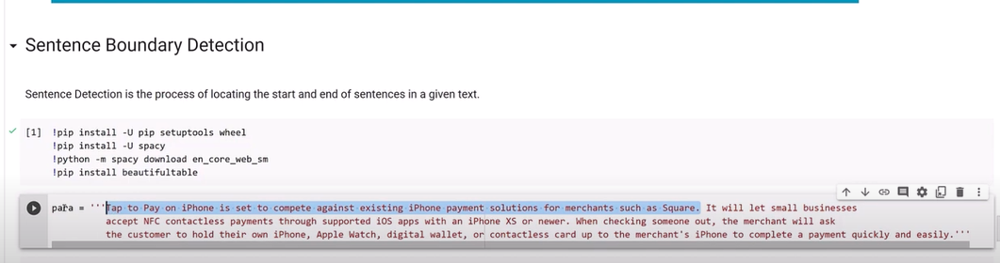 Sentence Boundary Detection
Sentence Detection is the process of locating the start and end of sentences in a given text.
[1] !pip install -U pip setuptools wheel
!pip install -U spacy
!python -m spacy download en_core_web_sm
!pip install beautifultable
para = '''Tap to Pay on iPhone is set to compete against existing iPhone payment solutions for merchants such as Square. It will let small businesses
accept NFC contactless payments through supported iOS apps with an iPhone XS or newer. When checking someone out, the merchant will ask
the customer to hold their own iPhone, Apple Watch, digital wallet, or contactless card up to the merchant's iPhone to complete a payment quickly and easily.'''